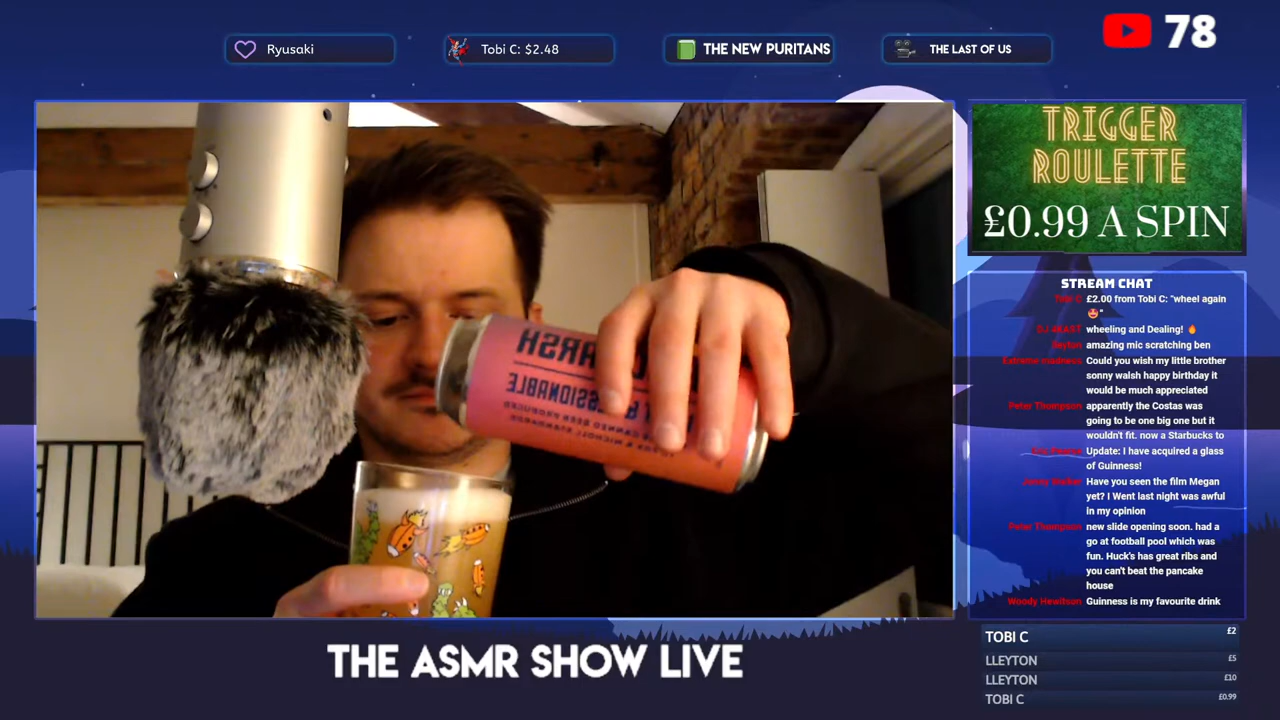 Ryusaki
Tobi C: $2.48
THE NEW PURITANS
THE LAST OF US
78
TRIGGER
ROULETTE
£0.99 A SPIN
STREAM CHAT
Tobi C £2.00 from Tobi C: "wheel again
"
wheeling and Dealing!
lleyton amazing mic scratching ben
Extreme madness Could you wish my little brother
sonny walsh happy birthday it
would be much appreciated
Peter Thompson apparently the Costas was
going to be one big one but it
wouldn't fit. now a Starbucks to
Update: I have acquired a glass
of Guinness!
Have you seen the film Megan
yet? I Went last night was awful
in my opinion
Peter Thompson new slide opening soon. had a
go at football pool which was
fun. Huck's has great ribs and
you can't beat the pancake
house
Woody Hewitson Guinness is my favourite drink
THE ASMR SHOW LIVE
TOBI C £2
LLEYTON £5
LLEYTON £10
TOBI C £0.99